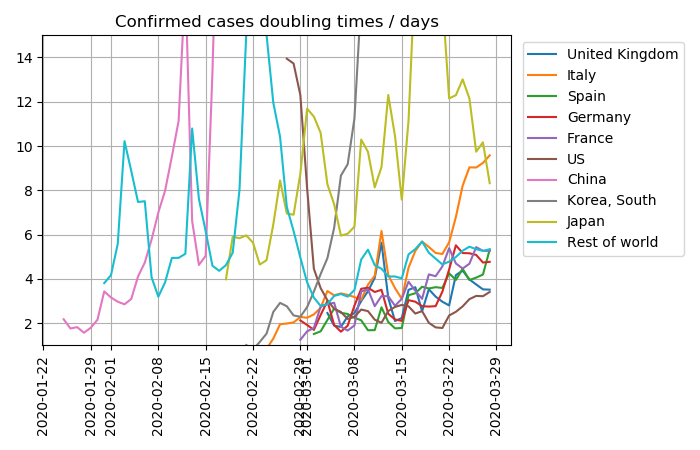 Confirmed cases doubling times / days
14
12
10
8
6
4
2
2020-01-22
2020-01-29
2020-02-01
2020-02-08
2020-02-15
2020-02-22
2020-02-29
2020-03-01
2020-03-08
2020-03-15
2020-03-22
2020-03-29
United Kingdom
Italy
Spain
Germany
France
US
China
Korea, South
Japan
Rest of world